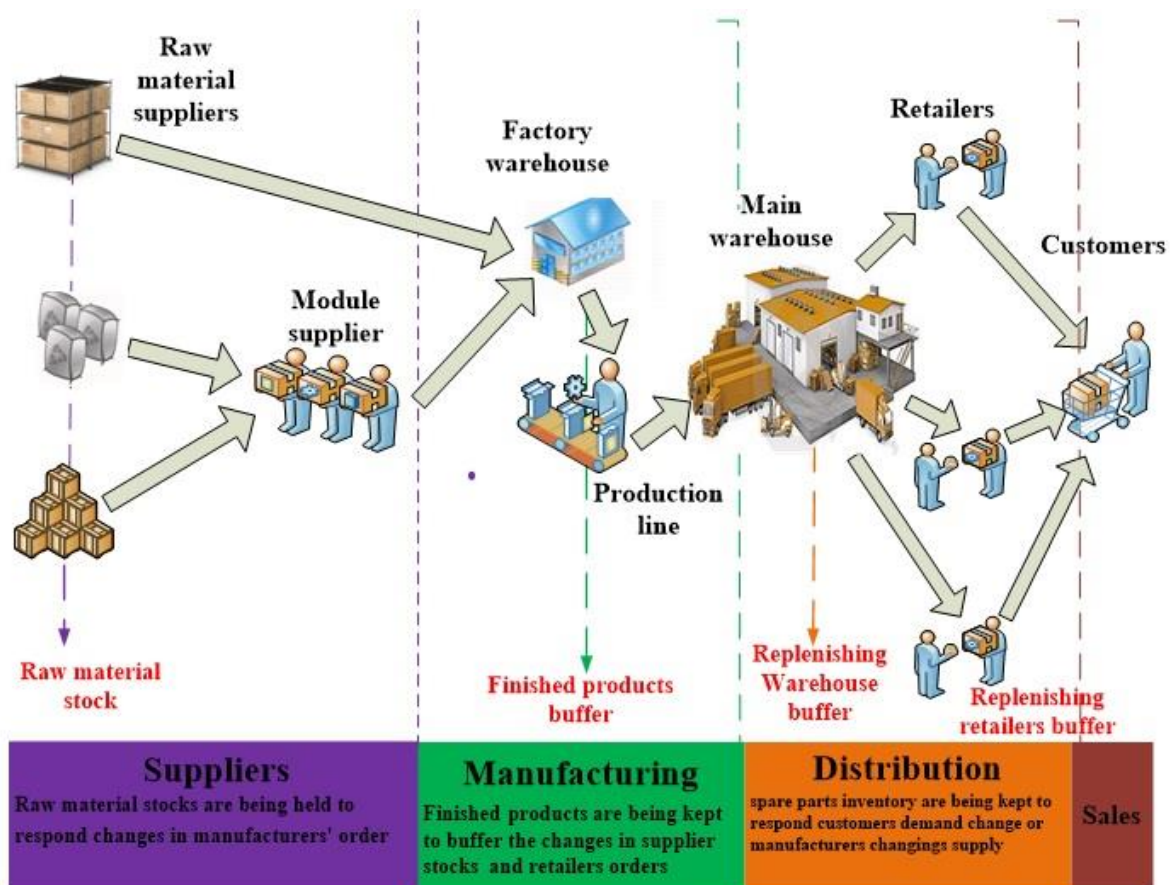 Raw
material
suppliers
Factory
warehouse
Retailers
Main
warehouse
Customers
Module
supplier
Production
line
Raw material
stock
Finished products
buffer
Replenishing
Warehouse
buffer
Replenishing
retailers buffer
Suppliers
Raw material stocks are being held to
respond changes in manufacturers' order
Manufacturing
Finished products are being kept
to buffer the changes in supplier
stocks and retailers orders
Distribution
spare parts inventory are being kept to
respond customers demand change or
manufacturers changings supply
Sales